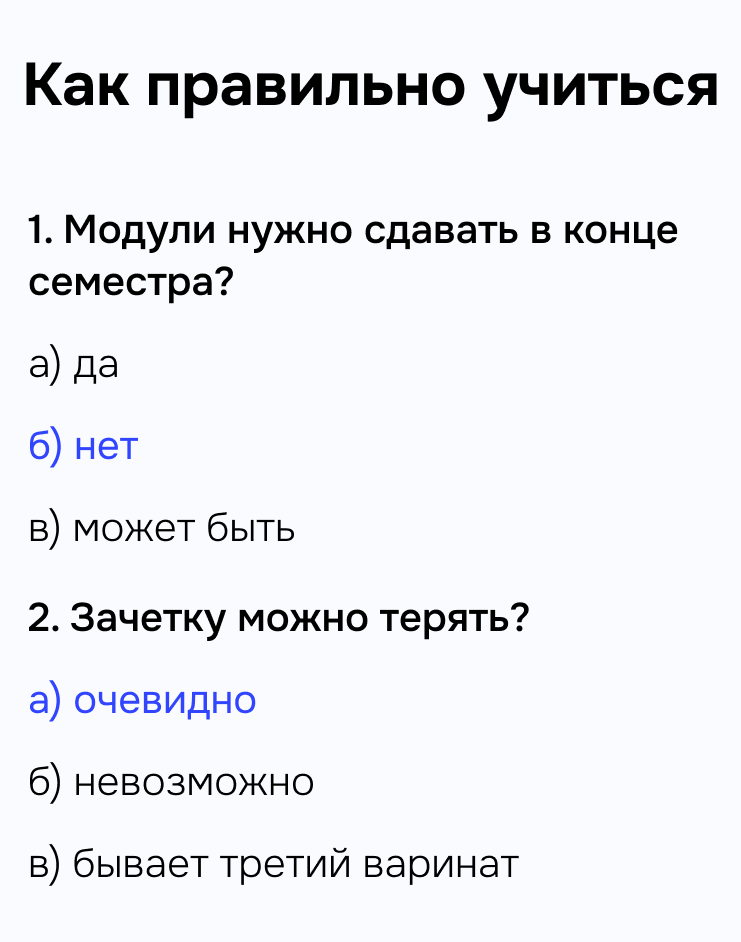 Как правильно учиться
1. Модули нужно сдавать в конце
семестра?
а) да
б) нет
в) может быть
2. Зачетку можно терять?
а) очевидно
б) невозможно
в) бывает третий варинат